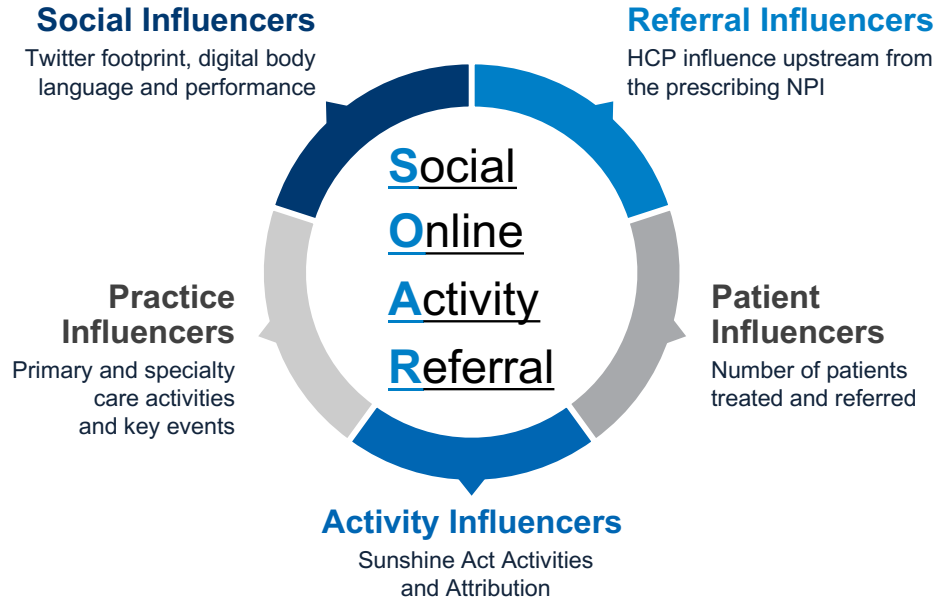 Social Influencers
Twitter footprint, digital body
language and performance
Referral Influencers
HCP influence upstream from
the prescribing NPI
Social
Online
Activity
Referral
Practice
Influencers
Primary and specialty
care activities
and key events
Patient
Influencers
Number of patients
treated and referred
Activity Influencers
Sunshine Act Activities
and Attribution